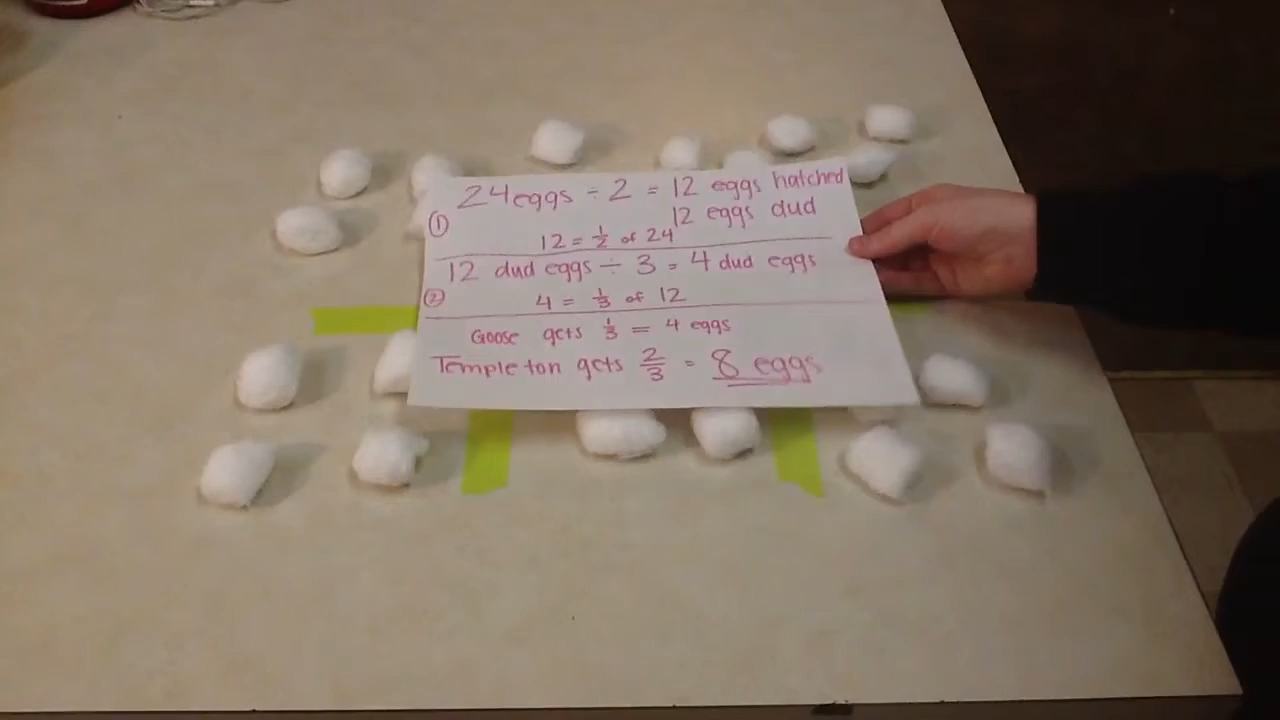 24 eggs ÷ 2 = 12 eggs hatched
① 12 eggs dud
12 = 1/2 of 24
12 dud eggs ÷ 3 = 4 dud eggs
② 4 = 1/3 of 12
Goose gets 1/3 = 4 eggs
Templeton gets 2/3 = 8 eggs